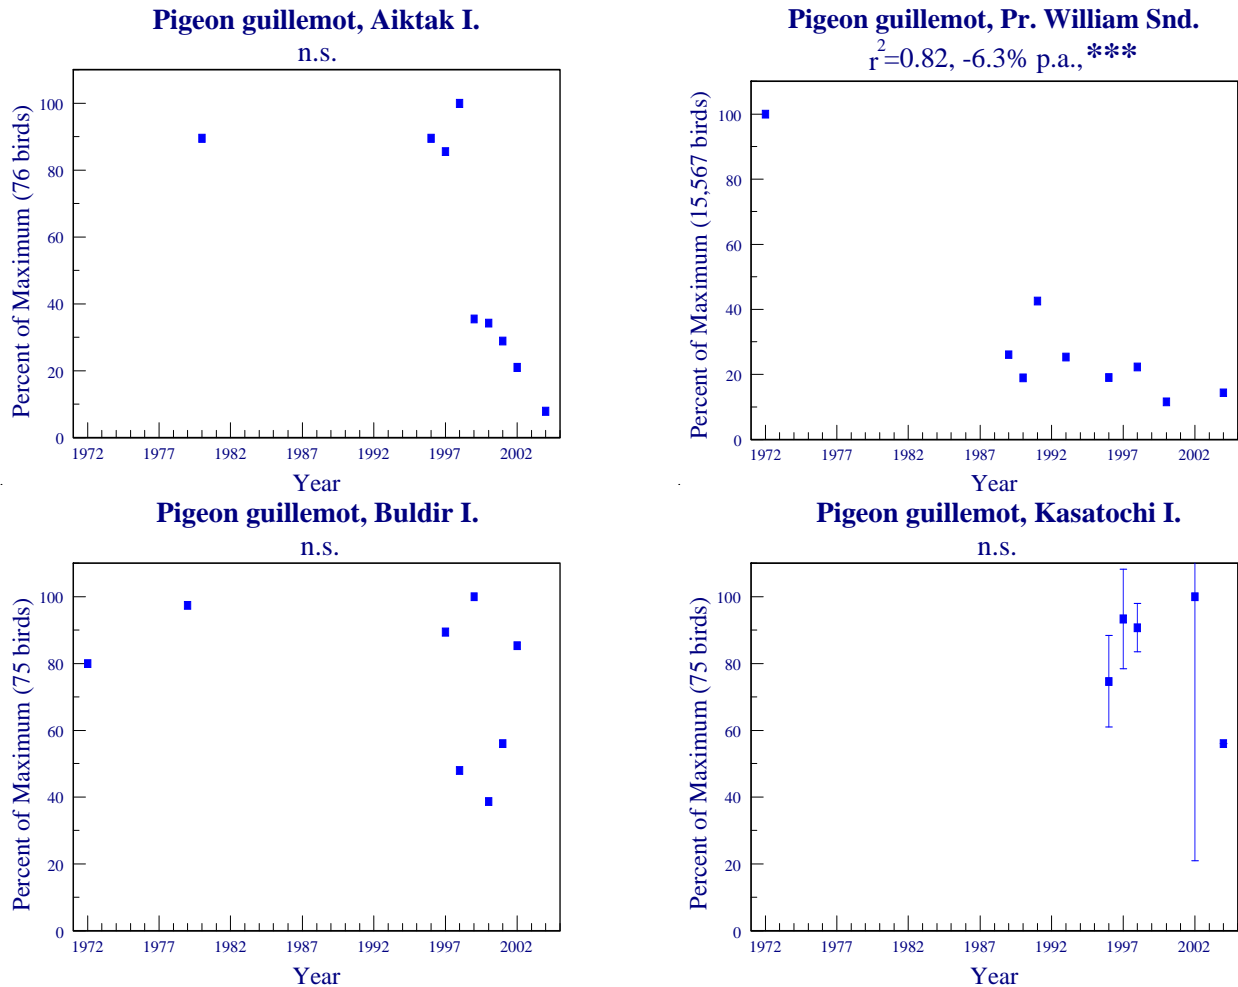 Pigeon guillemot, Aiktak I.
n.s.
Percent of Maximum (76 birds)
100
80
60
40
20
0
1972 1977 1982 1987 1992 1997 2002
Year
Pigeon guillemot, Pr. William Snd.
r²=0.82, -6.3% p.a.,***
Percent of Maximum (15,567 birds)
100
80
60
40
20
0
1972 1977 1982 1987 1992 1997 2002
Year
Pigeon guillemot, Buldir I.
n.s.
Percent of Maximum (75 birds)
100
80
60
40
20
0
1972 1977 1982 1987 1992 1997 2002
Year
Pigeon guillemot, Kasatochi I.
n.s.
Percent of Maximum (75 birds)
100
80
60
40
20
0
1972 1977 1982 1987 1992 1997 2002
Year